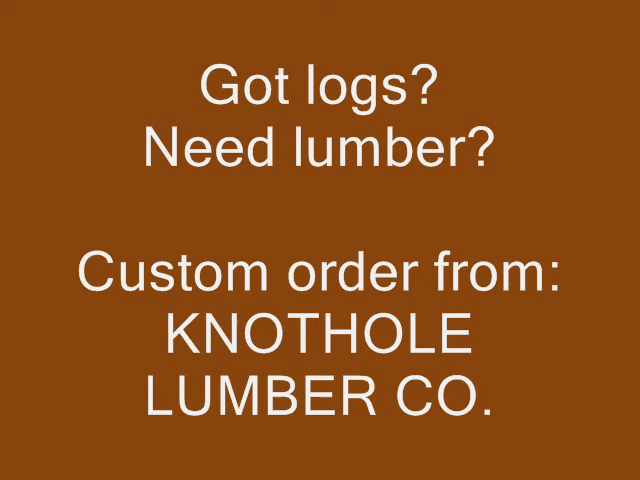 Got logs?
Need lumber?
Custom order from:
KNOTHOLE
LUMBER CO.